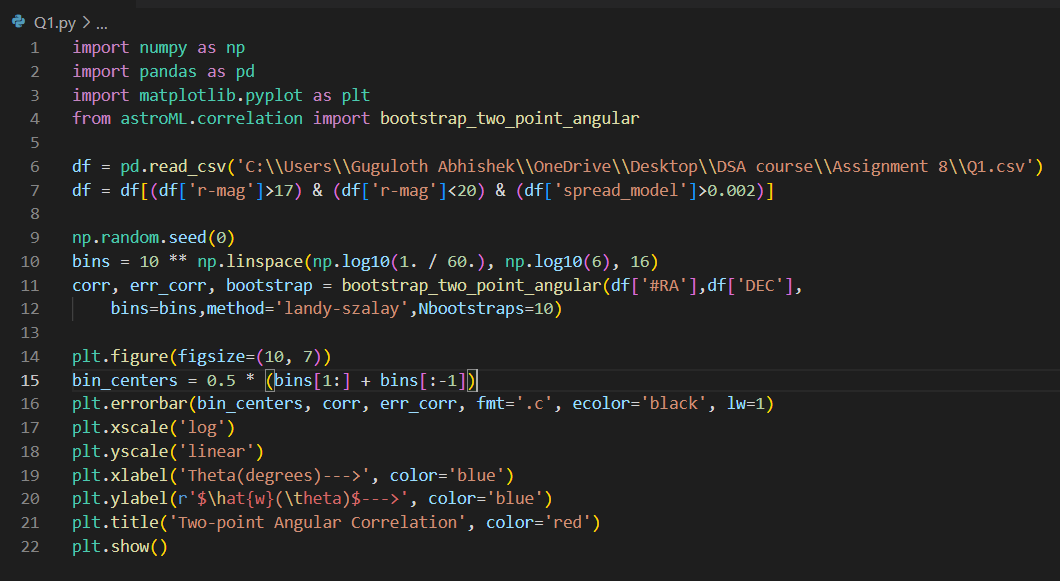 Q1.py > ...
1 import numpy as np
2 import pandas as pd
3 import matplotlib.pyplot as plt
4 from astroML.correlation import bootstrap_two_point_angular
5
6 df = pd.read_csv('C:\\Users\\Guguloth Abhishek\\OneDrive\\Desktop\\DSA course\\Assignment 8\\Q1.csv')
7 df = df[(df['r-mag']>17) & (df['r-mag']<20) & (df['spread_model']>0.002)]
8
9 np.random.seed(0)
10 bins = 10 ** np.linspace(np.log10(1. / 60.), np.log10(6), 16)
11 corr, err_corr, bootstrap = bootstrap_two_point_angular(df['#RA'],df['DEC'],
12     bins=bins,method='landy-szalay',Nbootstraps=10)
13
14 plt.figure(figsize=(10, 7))
15 bin_centers = 0.5 * (bins[1:] + bins[:-1])
16 plt.errorbar(bin_centers, corr, err_corr, fmt='.c', ecolor='black', lw=1)
17 plt.xscale('log')
18 plt.yscale('linear')
19 plt.xlabel('Theta(degrees)--->', color='blue')
20 plt.ylabel(r'$\hat{w}(\theta)$--->', color='blue')
21 plt.title('Two-point Angular Correlation', color='red')
22 plt.show()